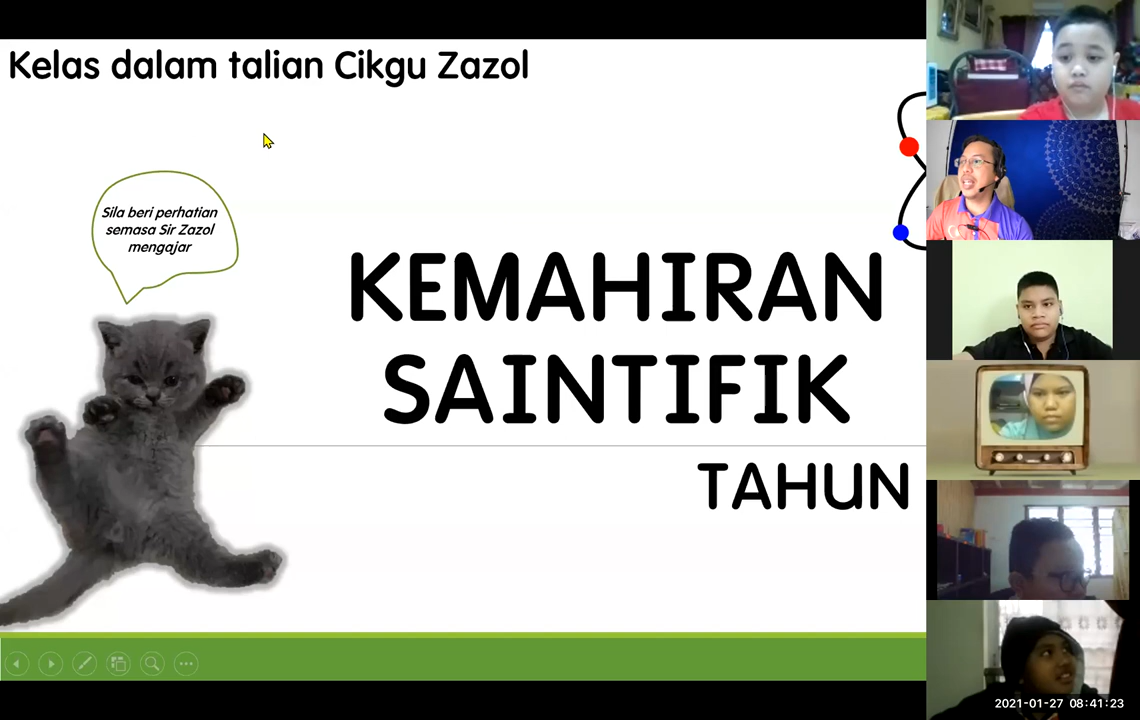 Kelas dalam talian Cikgu Zazol
Sila beri perhatian
semasa Sir Zazol
mengajar
KEMAHIRAN
SAINTIFIK
TAHUN
2021-01-27 08:41:23